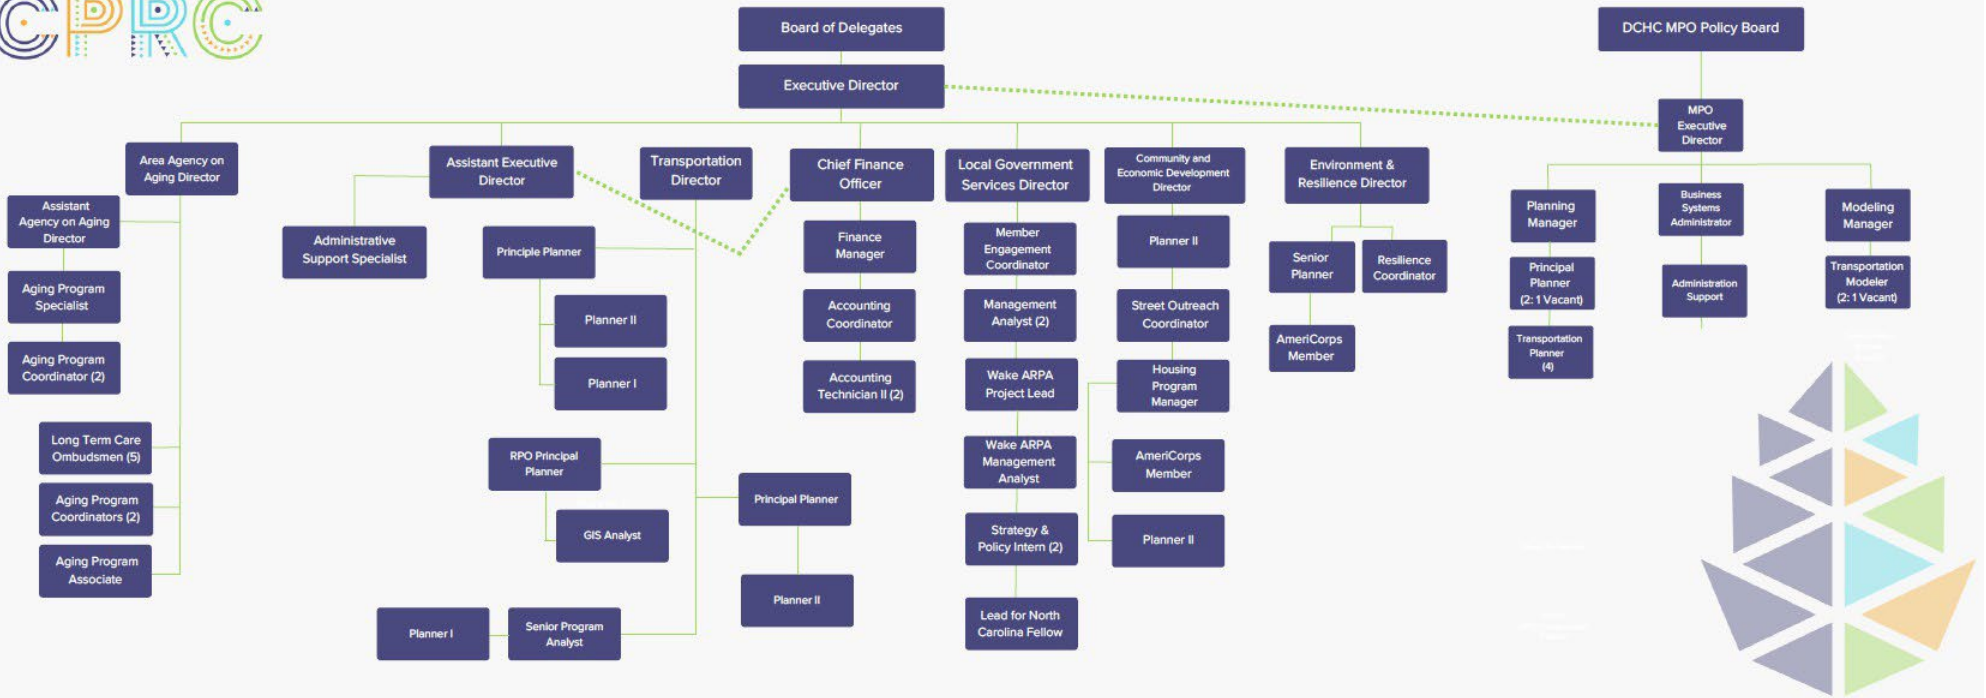 CPRC
Board of Delegates
DCHC MPO Policy Board
Executive Director
MPO
Executive
Director
Area Agency on
Aging Director
Assistant Executive
Director
Transportation
Director
Chief Finance
Officer
Local Government
Services Director
Community and
Economic Development
Director
Environment &
Resilience Director
Assistant
Agency on Aging
Director
Aging Program
Specialist
Aging Program
Coordinator (2)
Long Term Care
Ombudsmen (5)
Aging Program
Coordinators (2)
Aging Program
Associate
Administrative
Support Specialist
Principle Planner
Planner II
Planner I
RPO Principal
Planner
GIS Analyst
Planner I
Senior Program
Analyst
Principal Planner
Planner II
Finance
Manager
Accounting
Coordinator
Accounting
Technician II (2)
Member
Engagement
Coordinator
Management
Analyst (2)
Wake ARPA
Project Lead
Wake ARPA
Management
Analyst
Strategy &
Policy Intern (2)
Lead for North
Carolina Fellow
Planner II
Street Outreach
Coordinator
Housing
Program
Manager
AmeriCorps
Member
Planner II
Senior
Planner
Resilience
Coordinator
AmeriCorps
Member
Planning
Manager
Principal
Planner
(2: 1 Vacant)
Transportation
Planner
(4)
Business
Systems
Administrator
Administration
Support
Modeling
Manager
Transportation
Modeler
(2: 1 Vacant)